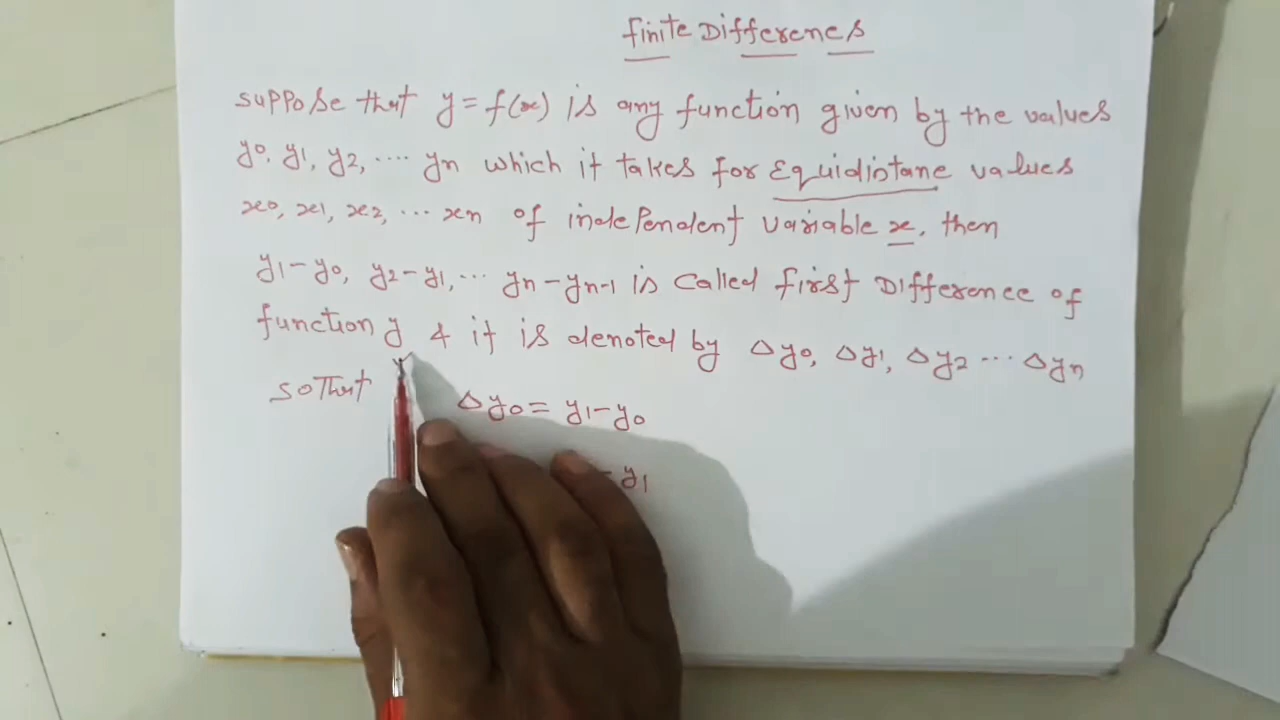 Finite Differenes
suppose that y = f(x) is any function given by the values
y0, y1, y2, .... yn which it takes for Equidistane values
x0, x1, x2, ... xn of independent variable x, then
y1-y0, y2-y1, ... yn-yn-1 is called first Difference of
function y & it is denoted by Δy0, Δy1, Δy2 ... Δyn
so That Δy0 = y1-y0
- y1